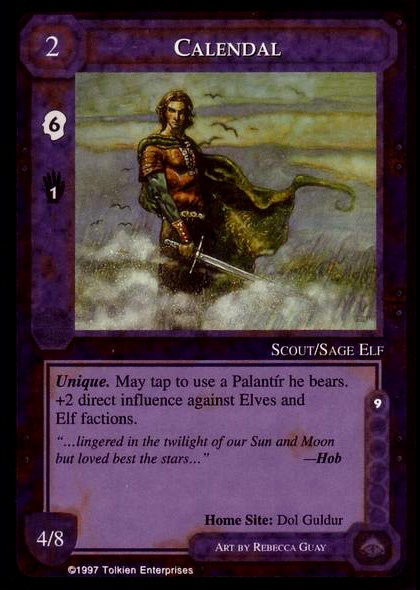 2
CALENDAL
6
1
SCOUT/SAGE ELF
Unique. May tap to use a Palantír he bears.
+2 direct influence against Elves and
Elf factions.
9
“…lingered in the twilight of our Sun and Moon
but loved best the stars…” —Hob
Home Site: Dol Guldur
4/8
ART BY REBECCA GUAY
©1997 Tolkien Enterprises